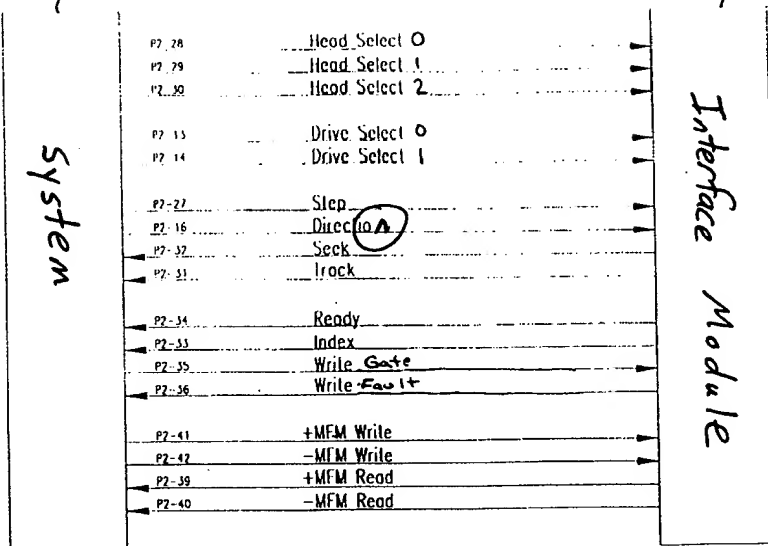 System
P2-28 Head Select 0
P2-29 Head Select 1
P2-30 Head Select 2
P2-13 Drive Select 0
P2-14 Drive Select 1
P2-27 Step
P2-16 Direction
P2-32 Seek
P2-31 Track
P2-34 Ready
P2-33 Index
P2-35 Write Gate
P2-36 Write Fault
P2-41 +MFM Write
P2-42 -MFM Write
P2-39 +MFM Read
P2-40 -MFM Read
Interface Module